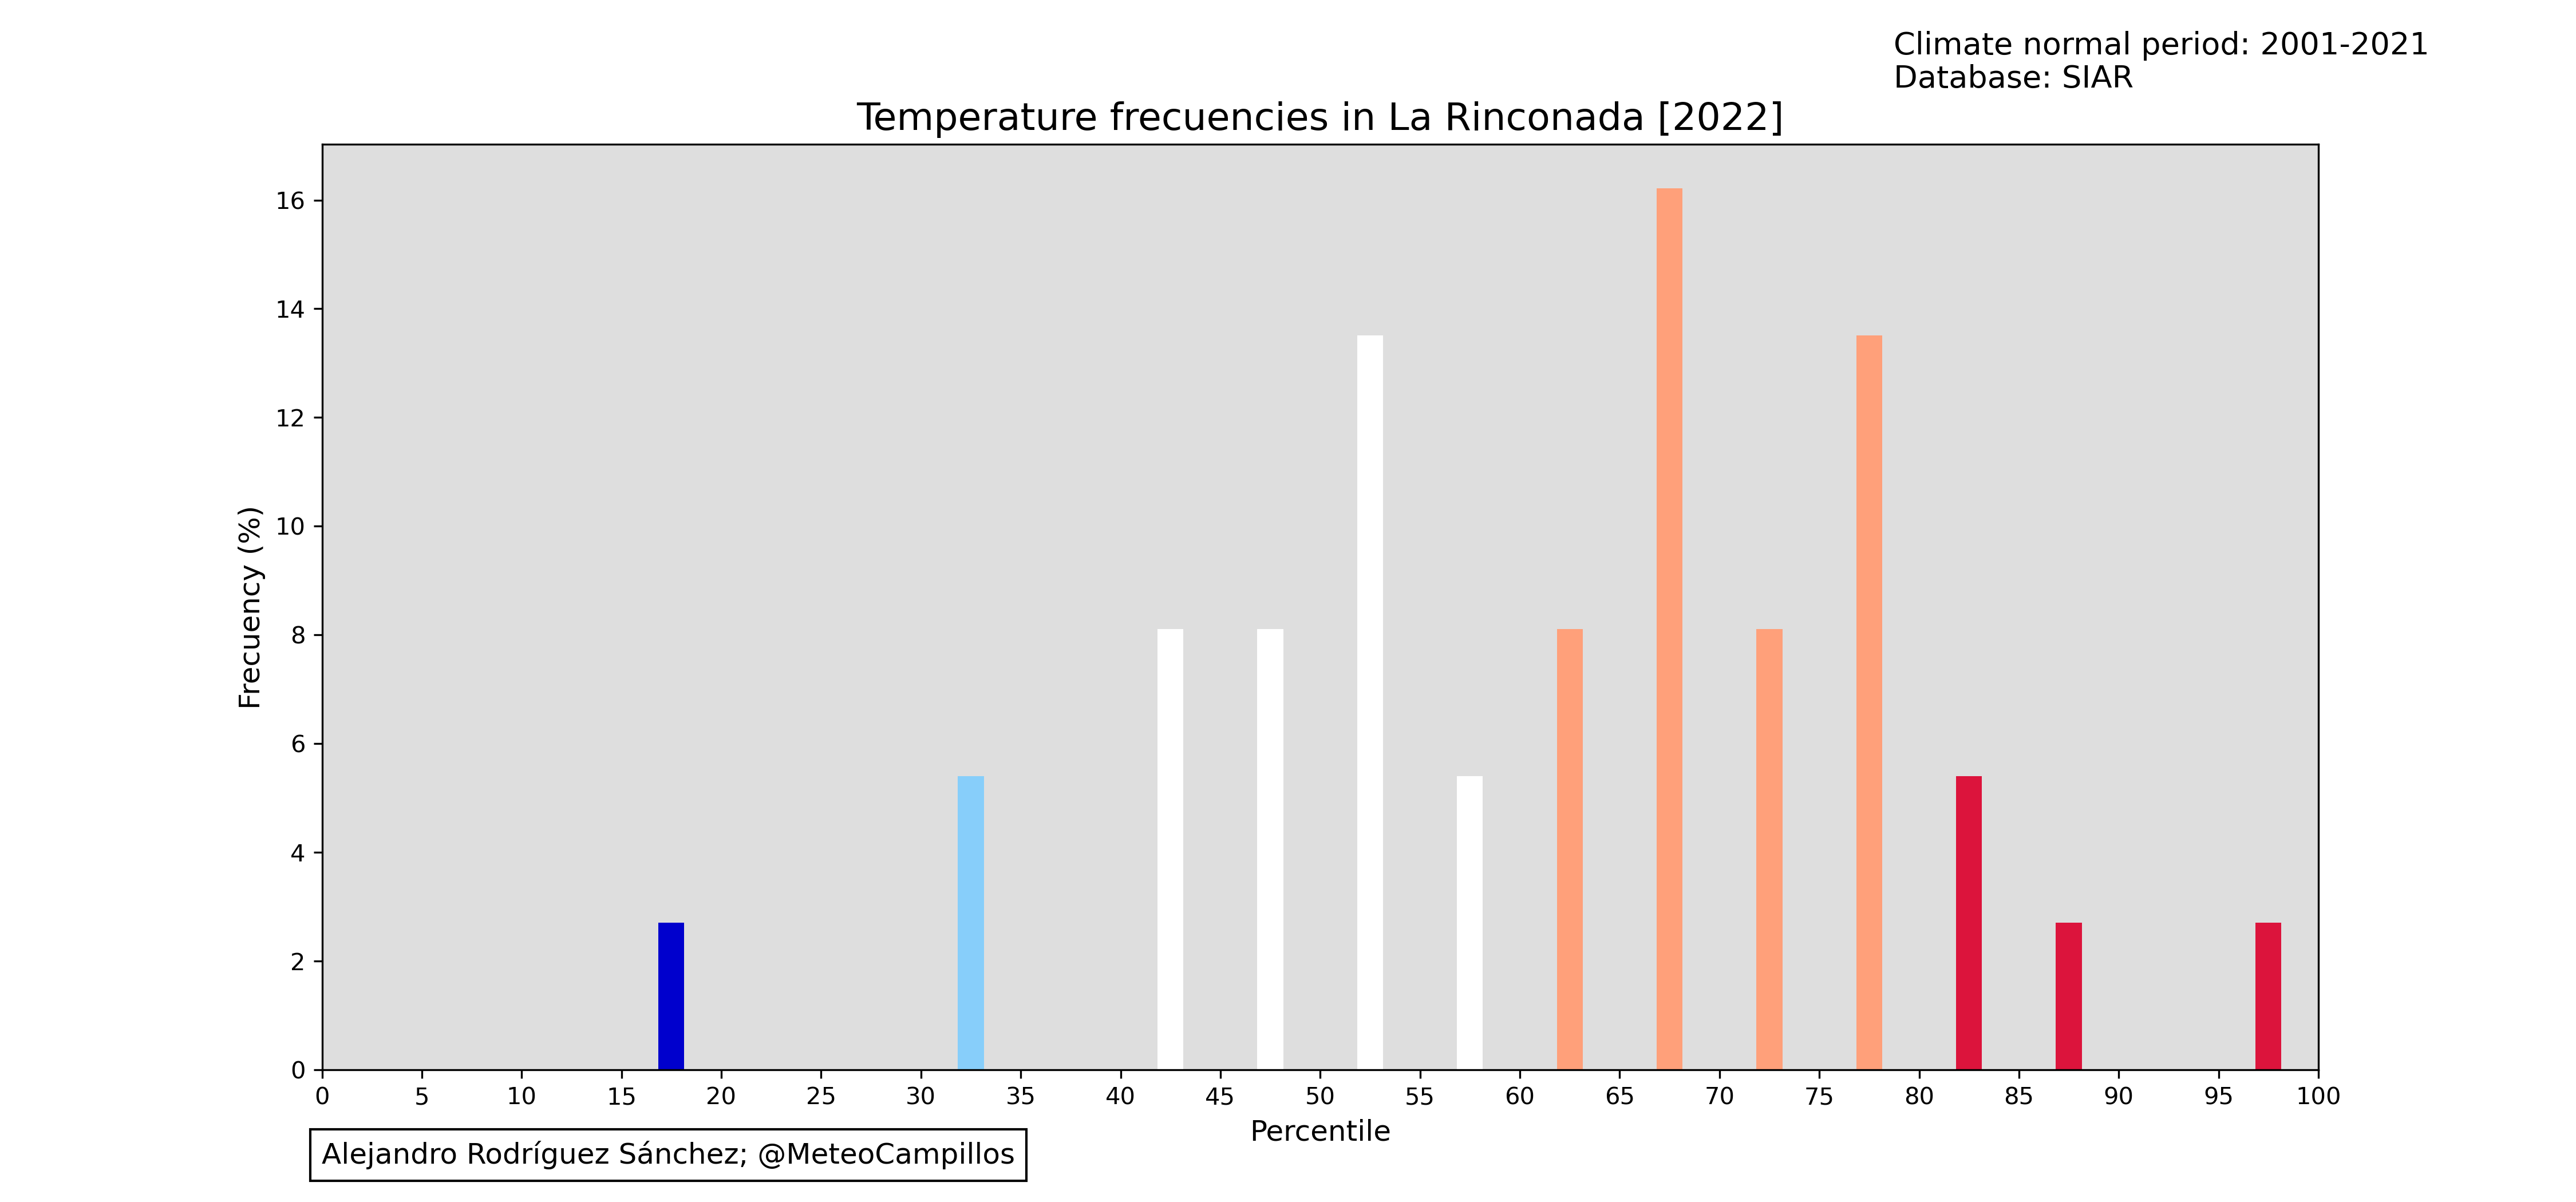 Climate normal period: 2001-2021
Database: SIAR
Temperature frecuencies in La Rinconada [2022]
Frecuency (%)
16
14
12
10
8
6
4
2
0
0 5 10 15 20 25 30 35 40 45 50 55 60 65 70 75 80 85 90 95 100
Percentile
Alejandro Rodríguez Sánchez; @MeteoCampillos